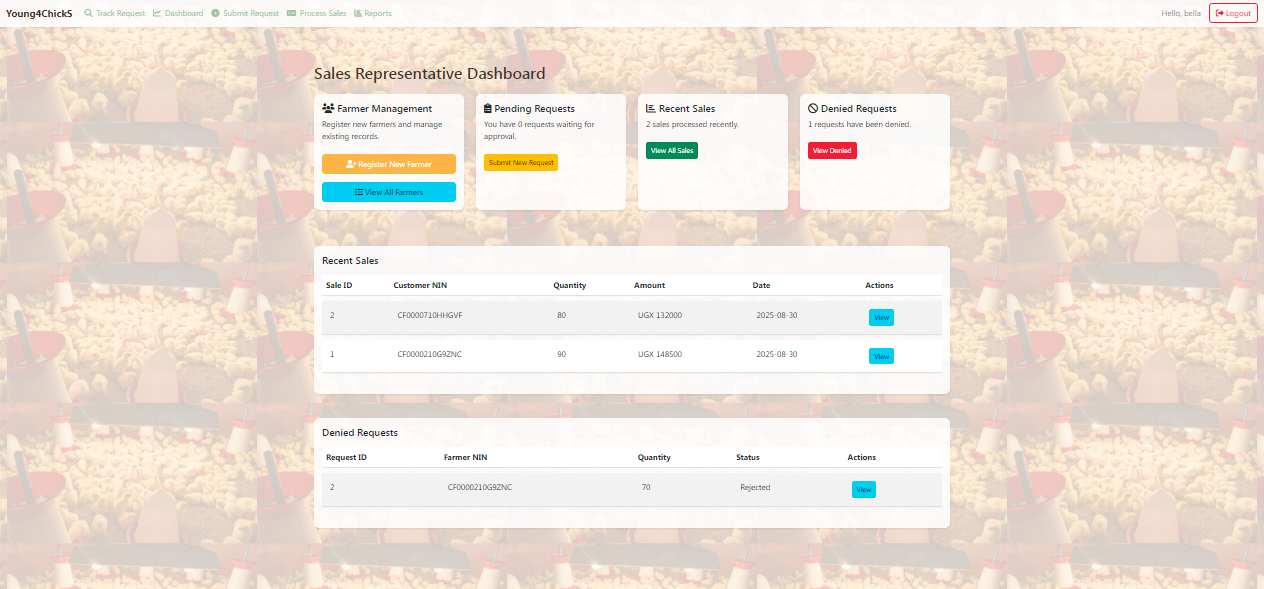 Young4ChickS Track Request Dashboard Submit Request Process Sales Reports Hello, bella Logout
Sales Representative Dashboard
Farmer Management
Register new farmers and manage
existing records.
Register New Farmer
View All Farmers
Pending Requests
You have 0 requests waiting for
approval.
Submit New Request
Recent Sales
2 sales processed recently.
View All Sales
Denied Requests
1 requests have been denied.
View Denied
Recent Sales
Sale ID Customer NIN Quantity Amount Date Actions
2 CF0000710HHGVF 80 UGX 132000 2025-08-30 View
1 CF0000210G9ZNC 90 UGX 148500 2025-08-30 View
Denied Requests
Request ID Farmer NIN Quantity Status Actions
2 CF0000210G9ZNC 70 Rejected View